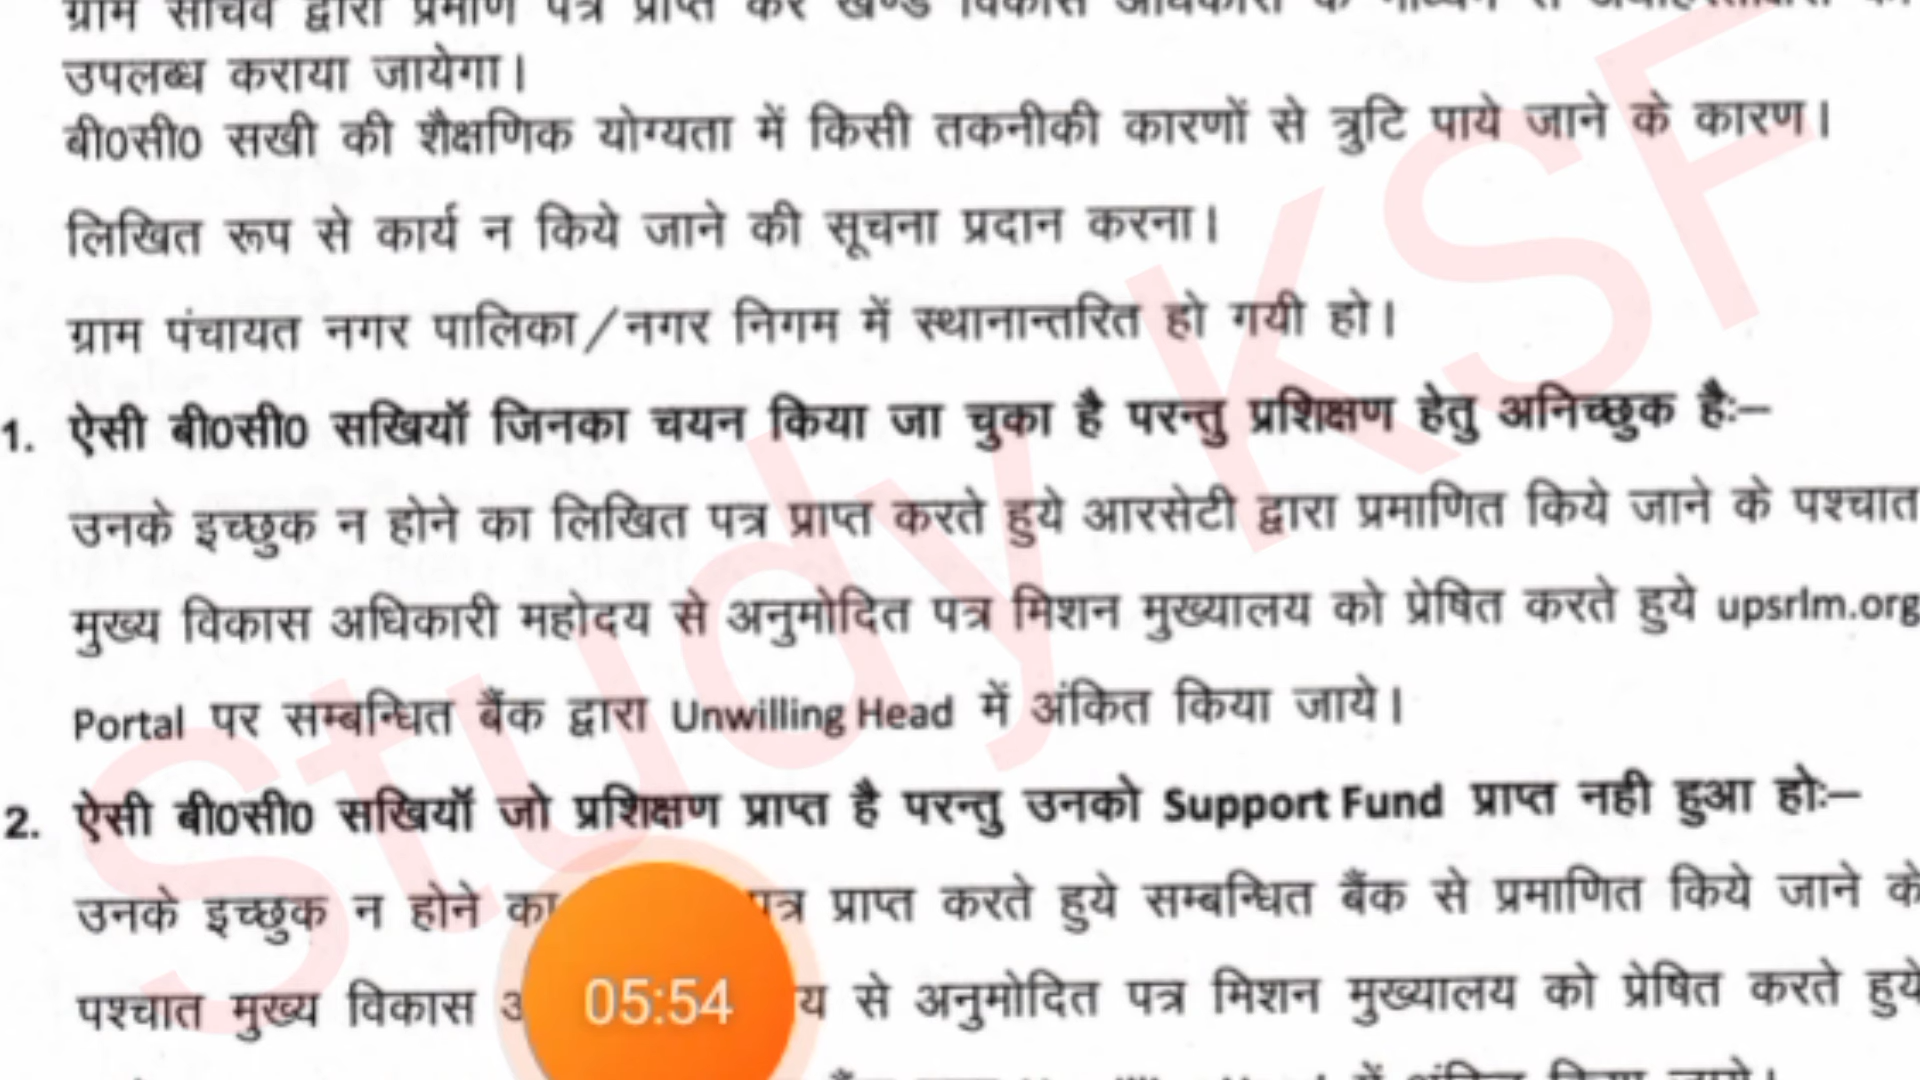 ग्राम सचिव द्वारा प्रमाण पत्र प्राप्त कर खण्ड विकास अधिकारी के माध्यम से
उपलब्ध कराया जायेगा।
बी0सी0 सखी की शैक्षणिक योग्यता में किसी तकनीकी कारणों से त्रुटि पाये जाने के कारण।
लिखित रूप से कार्य न किये जाने की सूचना प्रदान करना।
ग्राम पंचायत नगर पालिका/नगर निगम में स्थानान्तरित हो गयी हो।
1. ऐसी बी0सी0 सखियॉ जिनका चयन किया जा चुका है परन्तु प्रशिक्षण हेतु अनिच्छुक हैः–
उनके इच्छुक न होने का लिखित पत्र प्राप्त करते हुये आरसेटी द्वारा प्रमाणित किये जाने के पश्चात
मुख्य विकास अधिकारी महोदय से अनुमोदित पत्र मिशन मुख्यालय को प्रेषित करते हुये upsrlm.org
Portal पर सम्बन्धित बैंक द्वारा Unwilling Head में अंकित किया जाये।
2. ऐसी बी0सी0 सखियॉ जो प्रशिक्षण प्राप्त है परन्तु उनको Support Fund प्राप्त नही हुआ होः–
उनके इच्छुक न होने का पत्र प्राप्त करते हुये सम्बन्धित बैंक से प्रमाणित किये जाने के
पश्चात मुख्य विकास से अनुमोदित पत्र मिशन मुख्यालय को प्रेषित करते हुये
में अंकित किया जाये।
05:54
Study KSF